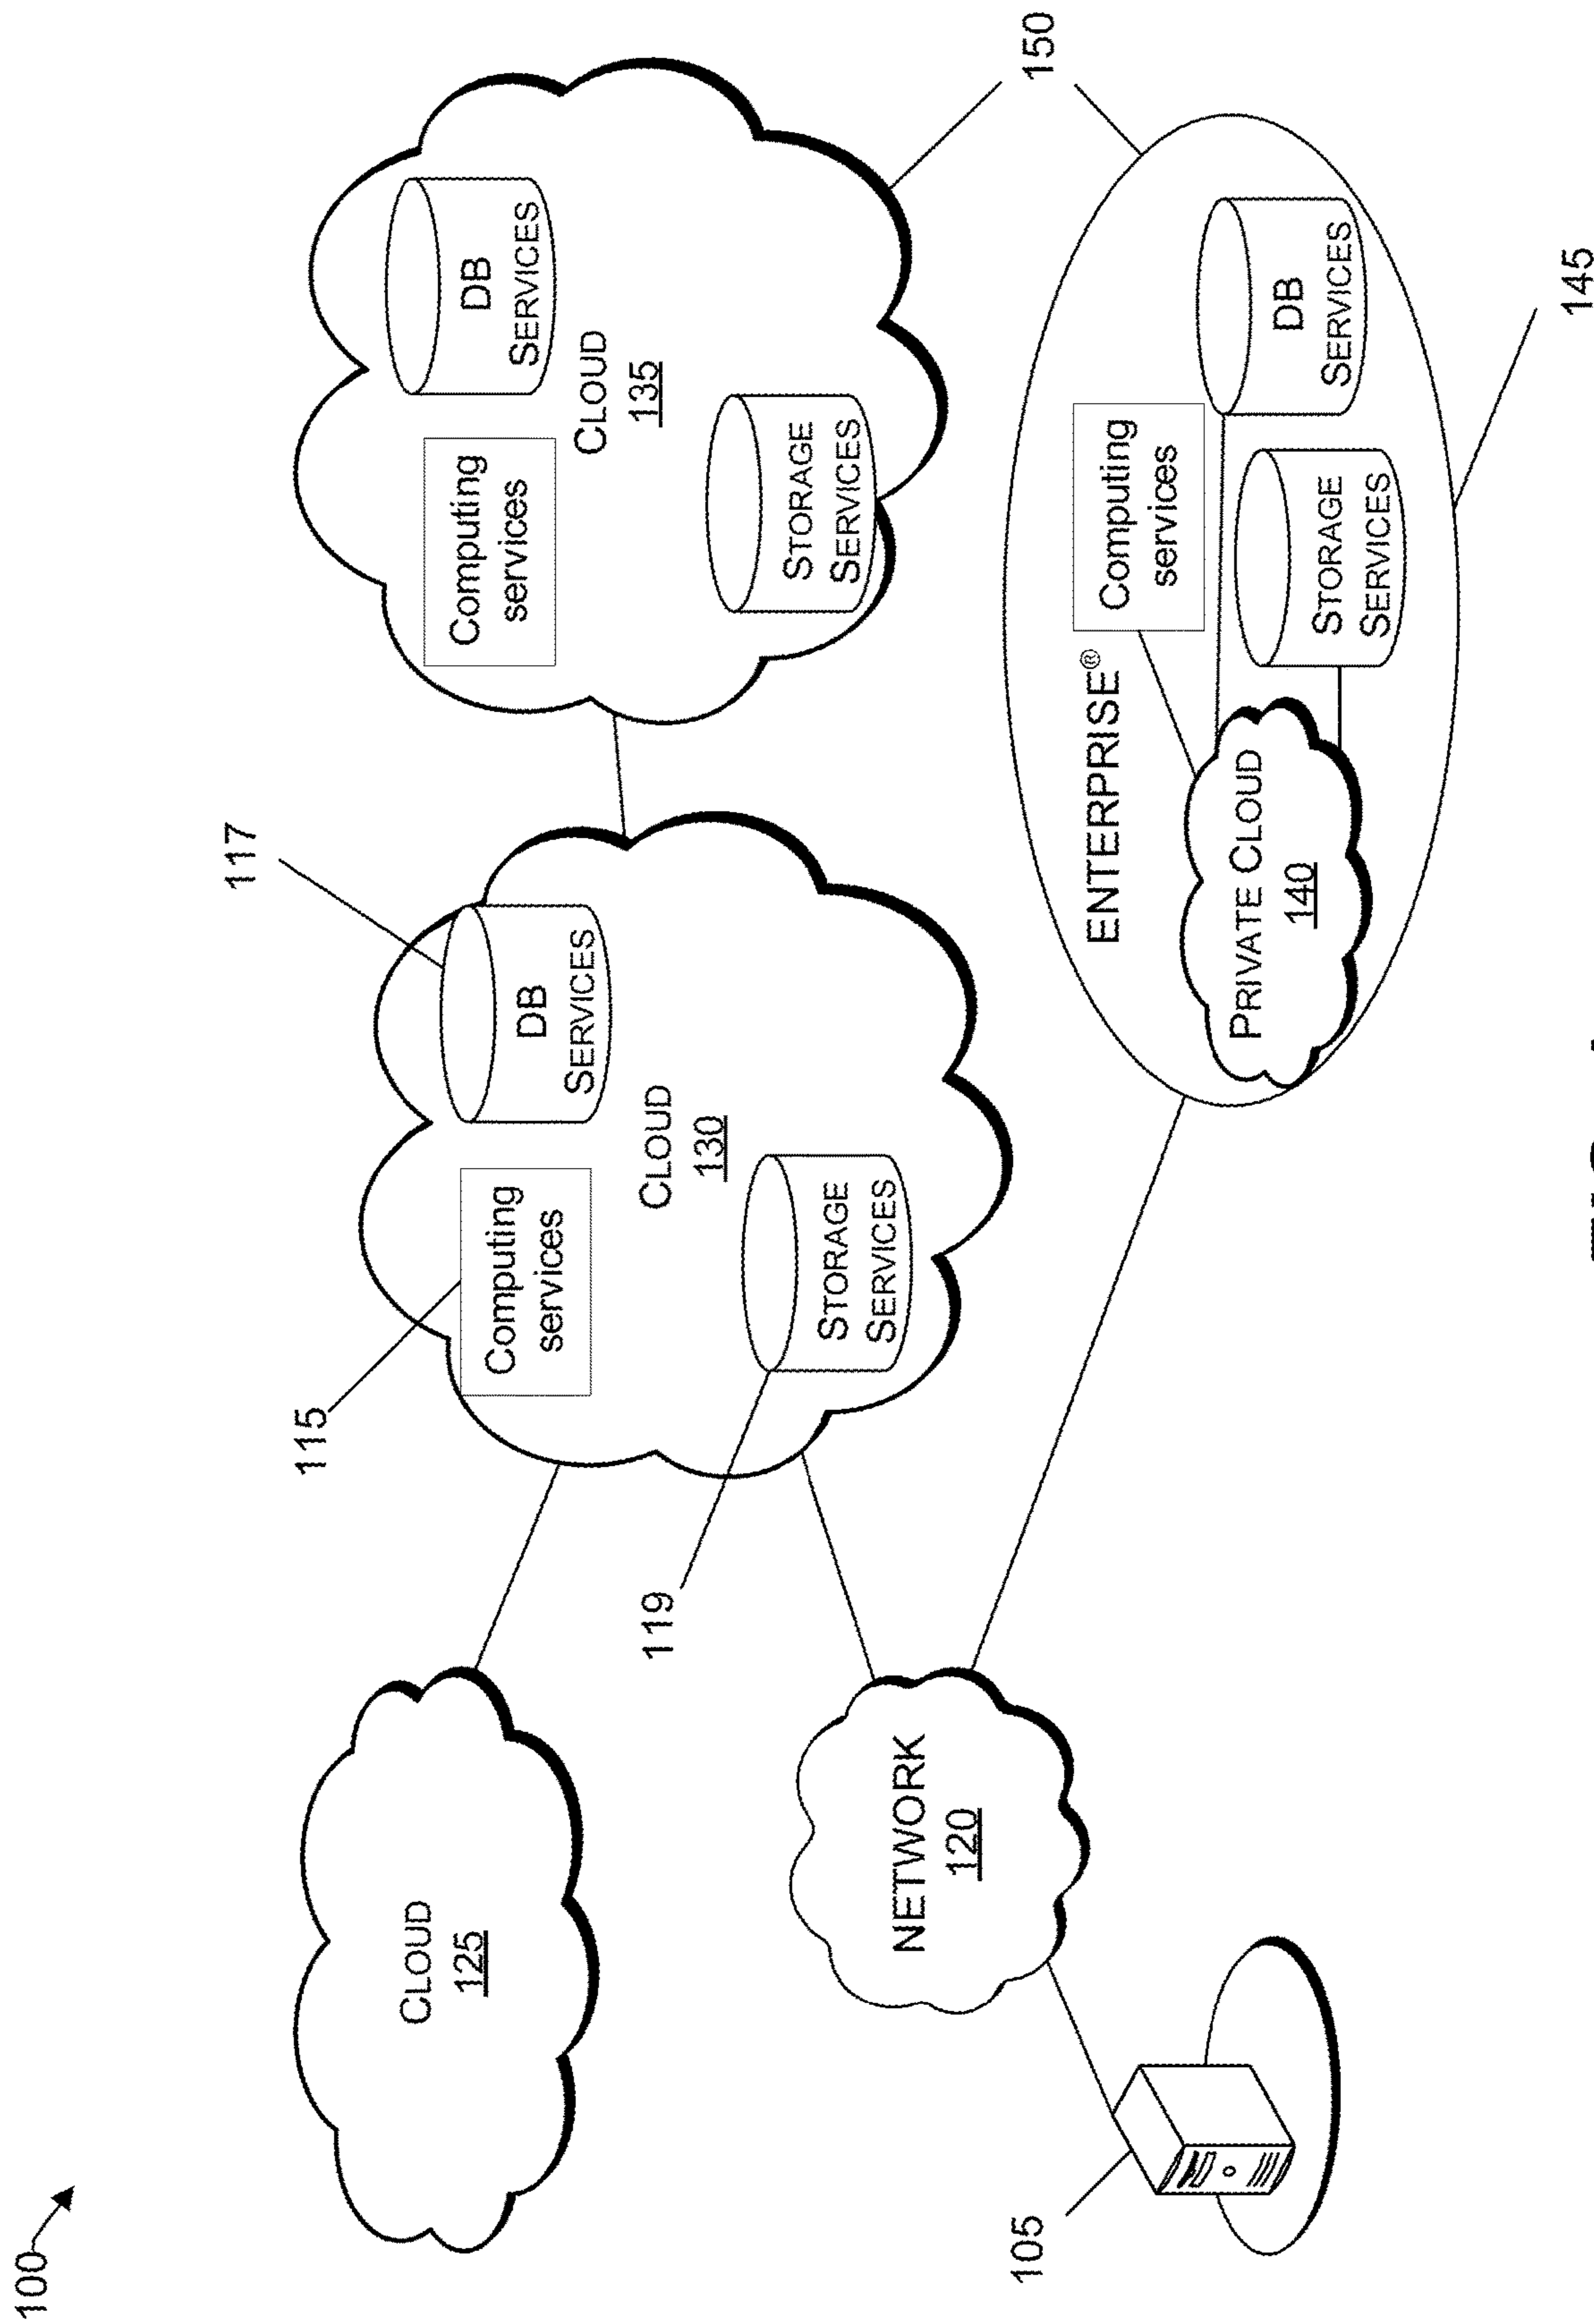 100
CLOUD
125
115
117
Computing
services
DB
SERVICES
CLOUD
130
119
STORAGE
SERVICES
Computing
services
DB
SERVICES
CLOUD
135
STORAGE
SERVICES
150
NETWORK
120
105
ENTERPRISE®
Computing
services
DB
SERVICES
PRIVATE CLOUD
140
STORAGE
SERVICES
145